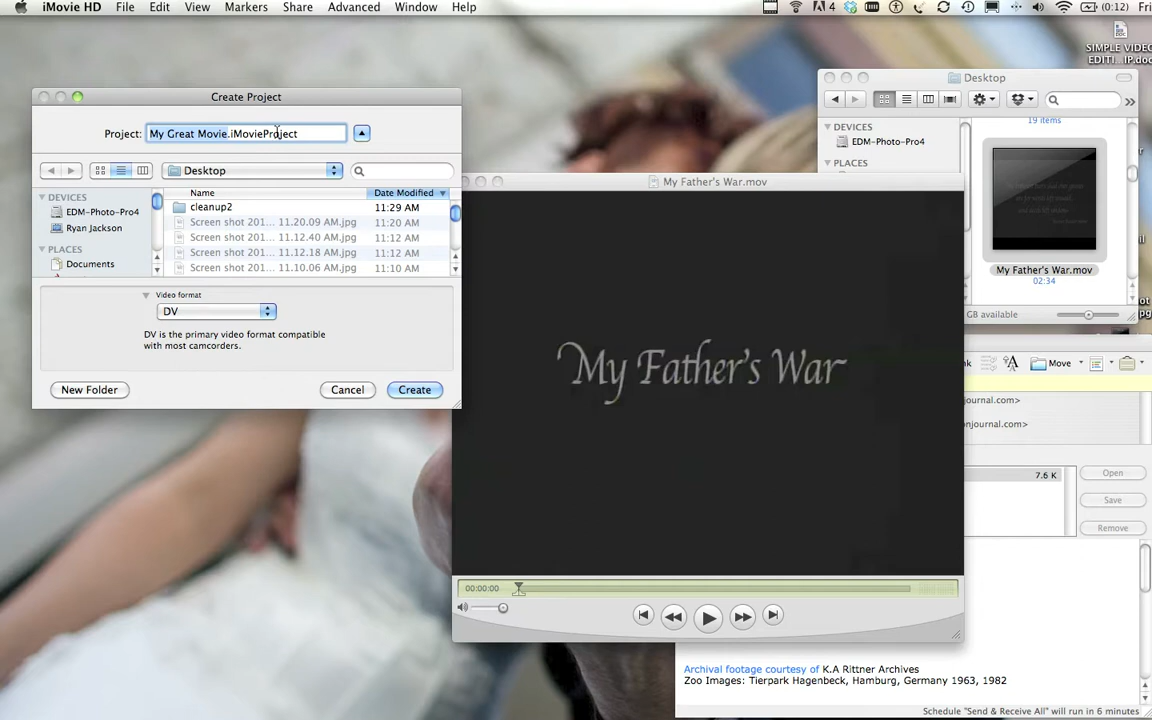 iMovie HD File Edit View Markers Share Advanced Window Help 4 (0:12) Fri
SIMPLE VIDEO
Create Project
Project: My Great Movie.iMovieProject
Desktop
DEVICES
EDM-Photo-Pro4
Ryan Jackson
PLACES
Documents
Name Date Modified
cleanup2 11:29 AM
Screen shot 201... 11.20.09 AM.jpg 11:20 AM
Screen shot 201... 11.12.40 AM.jpg 11:12 AM
Screen shot 201... 11.12.18 AM.jpg 11:12 AM
Screen shot 201... 11.10.06 AM.jpg 11:10 AM
Video format
DV
DV is the primary video format compatible
with most camcorders.
New Folder Cancel Create
My Father's War.mov
My Father's War
00:00:00
Desktop
DEVICES
EDM-Photo-Pro4
PLACES
19 items
My Father's War.mov
02:34
GB available
nk Move
journal.com>
onjournal.com>
7.6 K
Open
Save
Remove
Archival footage courtesy of K.A Rittner Archives
Zoo Images: Tierpark Hagenbeck, Hamburg, Germany 1963, 1982
Schedule "Send & Receive All" will run in 6 minutes